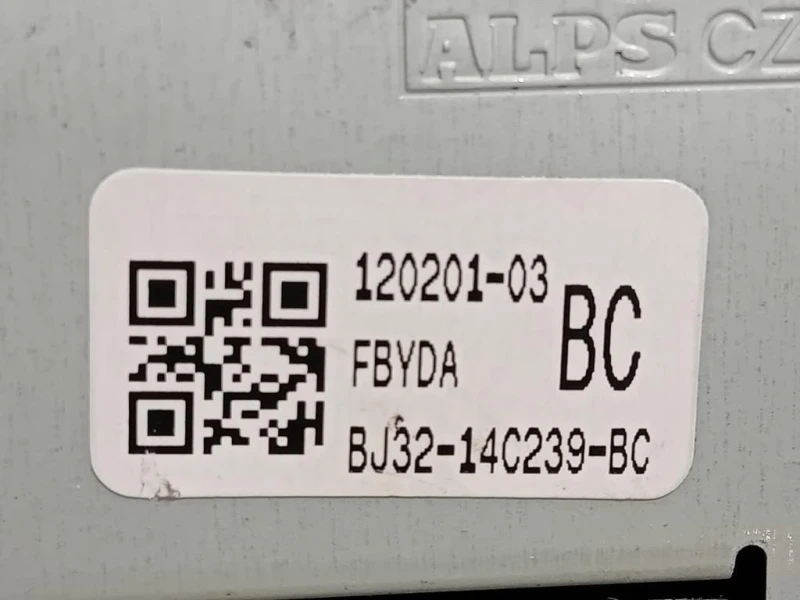 ALPS CZ
120201-03
BC
FBYDA
BJ32-14C239-BC